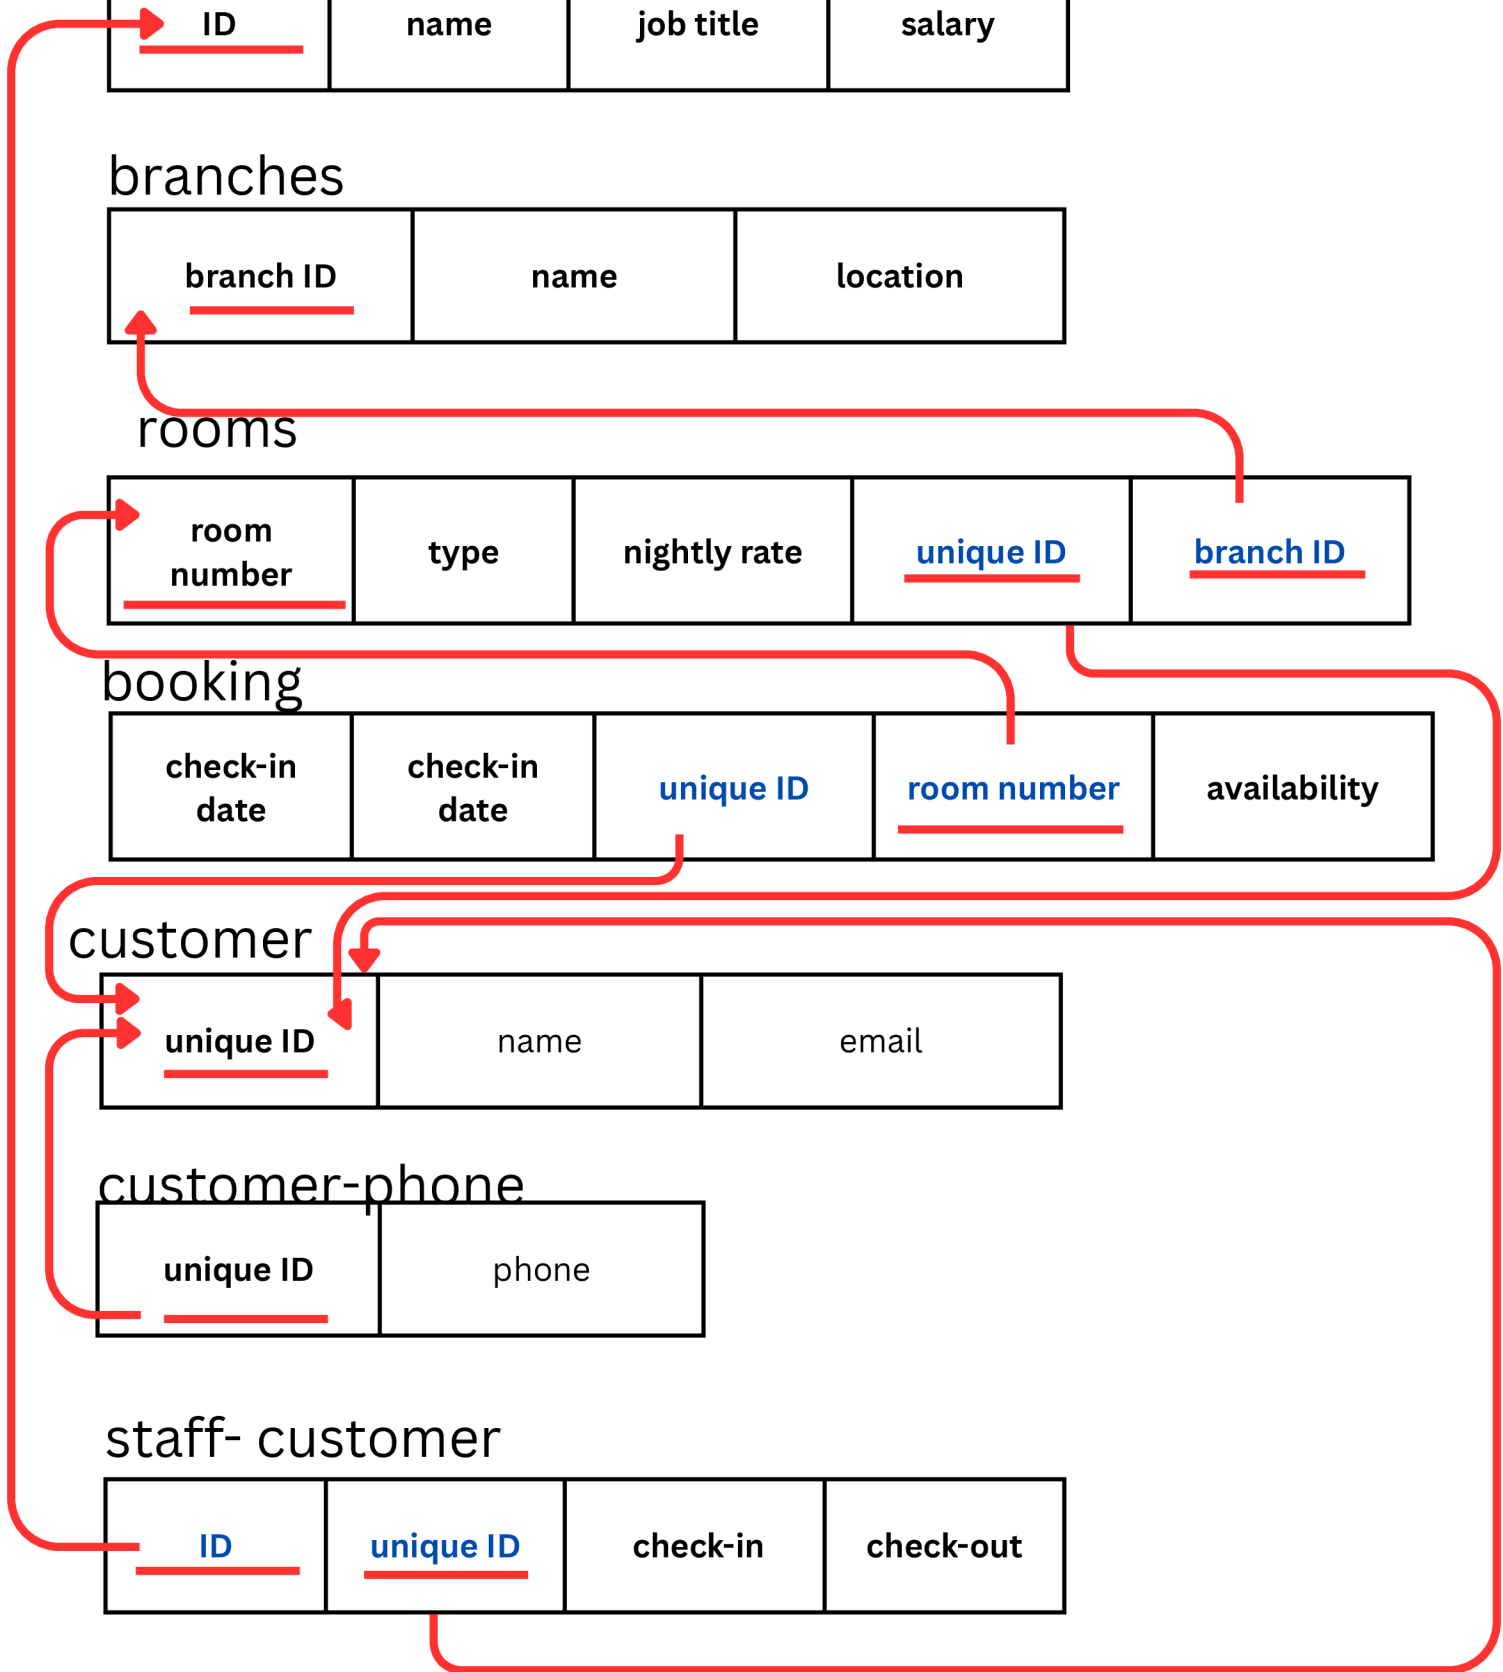 ID name job title salary
branches
branch ID name location
rooms
room
number
type nightly rate unique ID branch ID
booking
check-in
date
check-in
date
unique ID room number availability
customer
unique ID name email
customer-phone
unique ID phone
staff- customer
ID unique ID check-in check-out